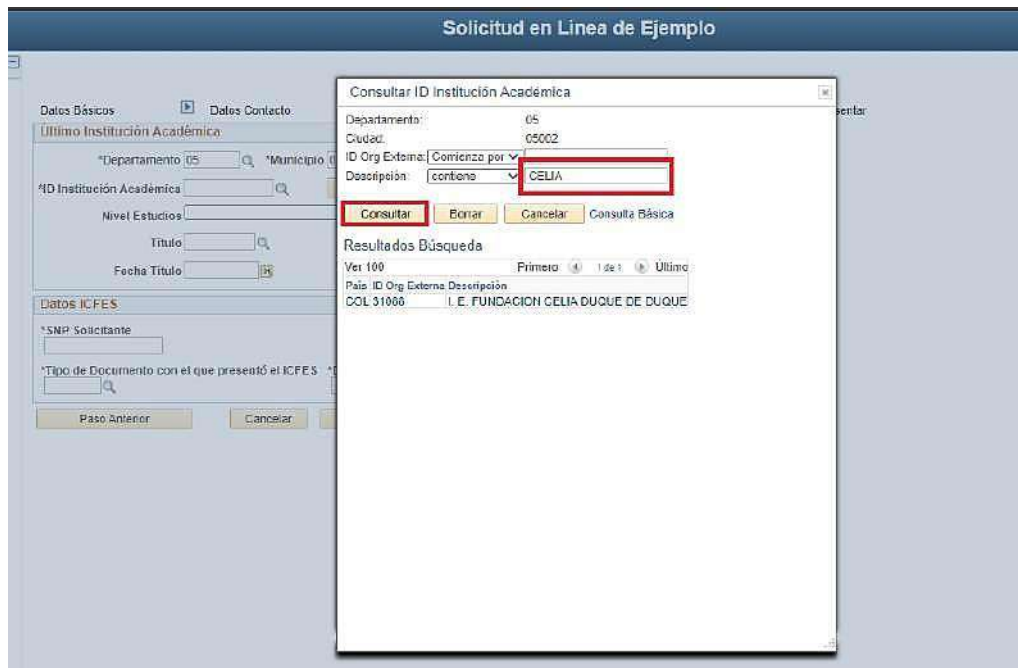 Solicitud en Linea de Ejemplo
Datos Básicos Datos Contacto
Último Institución Académica
*Departamento 05 *Municipio
*ID Institución Académica
Nivel Estudios
Título
Fecha Título
Datos ICFES
*SNP Solicitante
*Tipo de Documento con el que presentó el ICFES
Paso Anterior Cancelar
Consultar ID Institución Académica
Departamento: 05
Ciudad: 05002
ID Org Externa: Comienza por
Descripción: contiene CELIA
Consultar Borrar Cancelar Consulta Básica
Resultados Búsqueda
Ver 100 Primero 1 de 1 Último
País ID Org Externa Descripción
COL I. E. FUNDACION CELIA DUQUE DE DUQUE